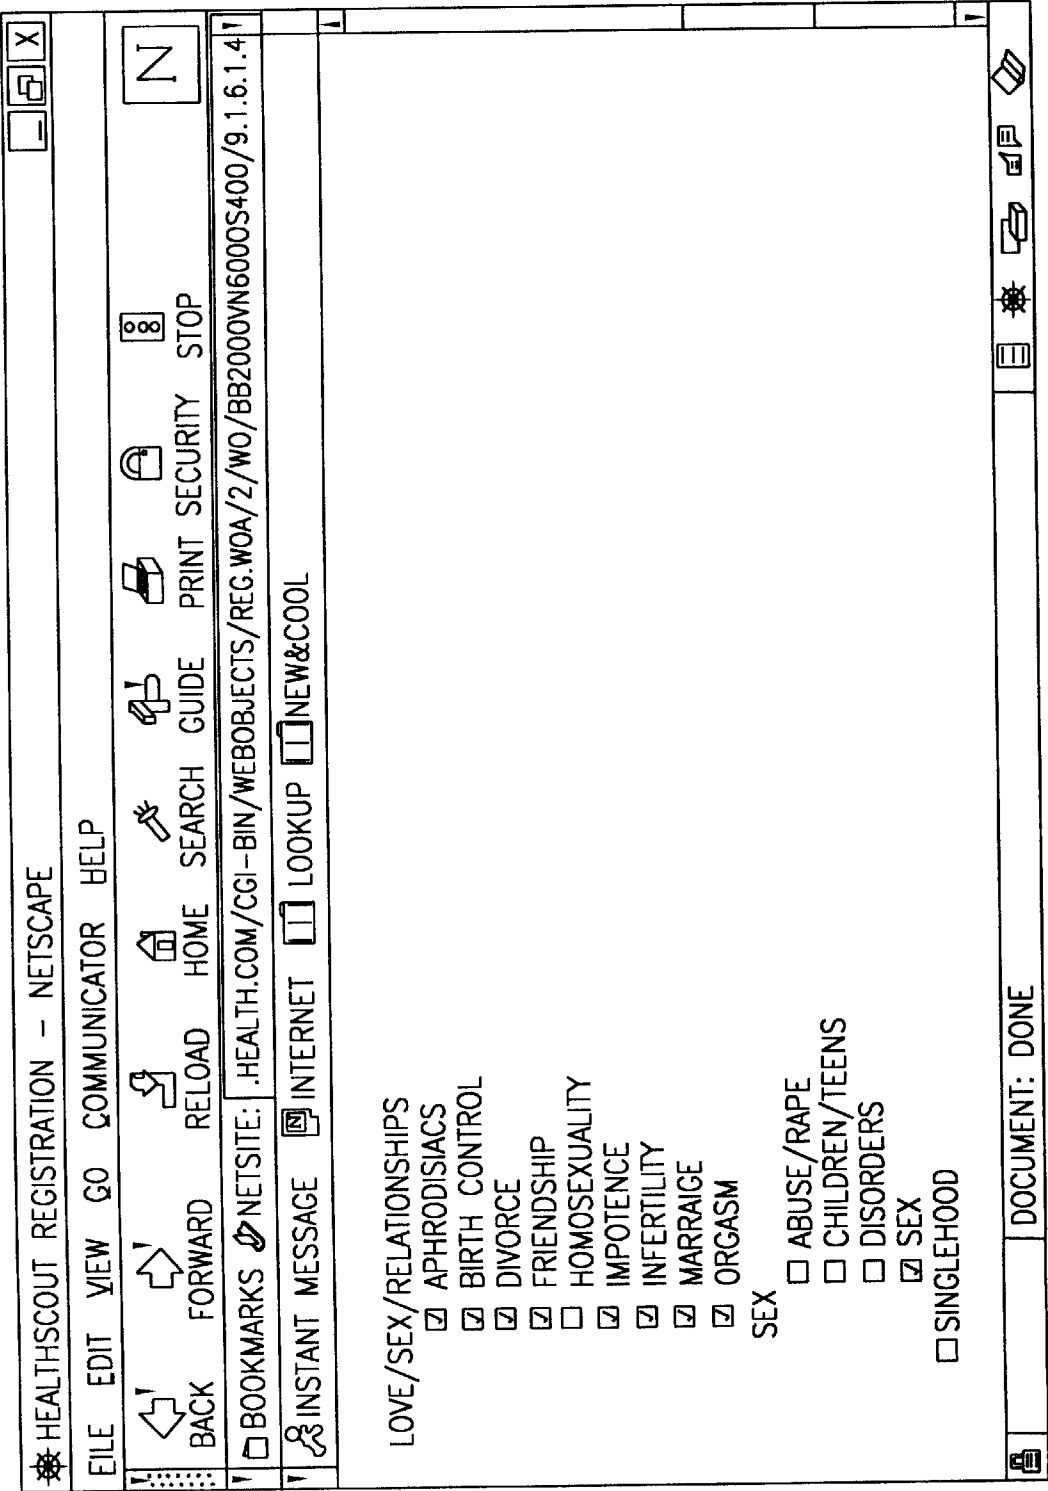 HEALTHSCOUT REGISTRATION – NETSCAPE
FILE EDIT VIEW GO COMMUNICATOR HELP
N
BACK FORWARD RELOAD HOME SEARCH GUIDE PRINT SECURITY STOP
BOOKMARKS NETSITE: .HEALTH.COM/CGI-BIN/WEBOBJECTS/REG.WOA/2/WO/BB2000VN600OS400/9.1.6.1.4
INSTANT MESSAGE INTERNET LOOKUP NEW&COOL
LOVE/SEX/RELATIONSHIPS
APHRODISIACS
BIRTH CONTROL
DIVORCE
FRIENDSHIP
HOMOSEXUALITY
IMPOTENCE
INFERTILITY
MARRAIGE
ORGASM
SEX
ABUSE/RAPE
CHILDREN/TEENS
DISORDERS
SEX
SINGLEHOOD
DOCUMENT: DONE